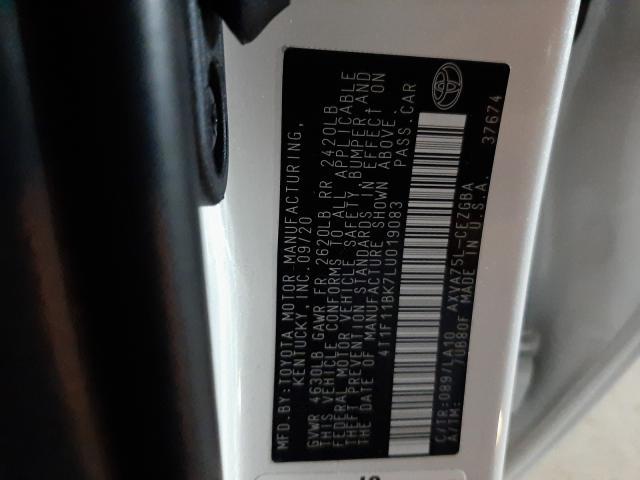 MFD.BY:TOYOTA MOTOR MANUFACTURING,
KENTUCKY, INC.09/20
GVWR 4630LB GAWR FR 2620LB RR 2420LB
THIS VEHICLE CONFORMS TO ALL APPLICABLE
FEDERAL MOTOR VEHICLE SAFETY BUMPER,AND
THEFT PREVENTION STANDARDS IN EFFECT ON
THE DATE OF MANUFACTURE SHOWN ABOVE.
4T1F11BK7LU019083 PASS.CAR
C/TR:089/LA10 AXVA75L-CEZGBA
A/TM: UB80F MADE IN U.S.A. 37674